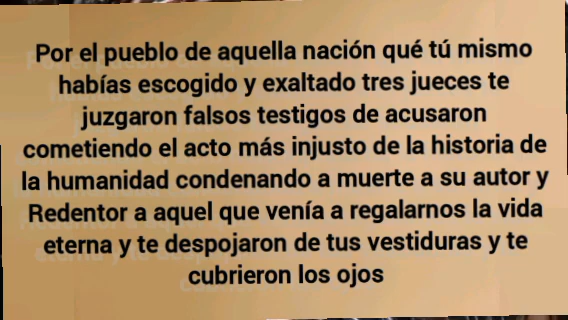 Por el pueblo de aquella nación qué tú mismo
habías escogido y exaltado tres jueces te
juzgaron falsos testigos de acusaron
cometiendo el acto más injusto de la historia de
la humanidad condenando a muerte a su autor y
Redentor a aquel que venía a regalarnos la vida
eterna y te despojaron de tus vestiduras y te
cubrieron los ojos